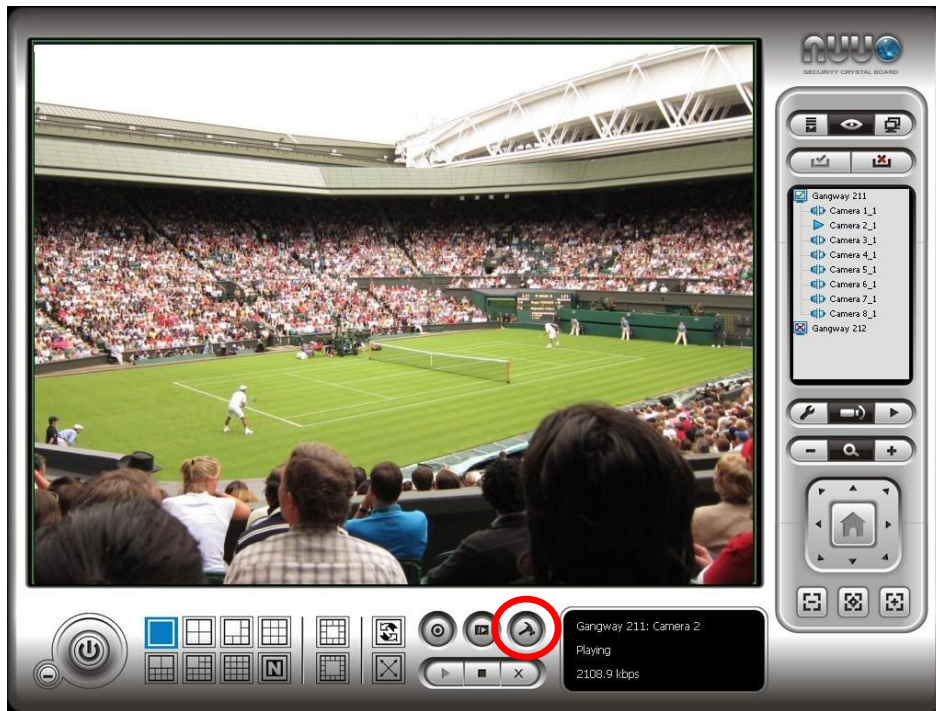 nuuo
SECURITY CRYSTAL BOARD
Gangway 211
Camera 1_1
Camera 2_1
Camera 3_1
Camera 4_1
Camera 5_1
Camera 6_1
Camera 7_1
Camera 8_1
Gangway 212
N
Gangway 211: Camera 2
Playing
2108.9 kbps